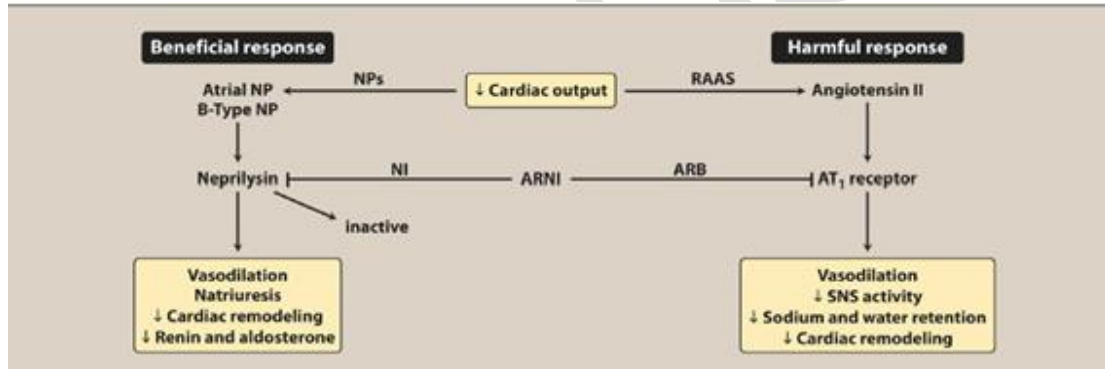 Beneficial response
Harmful response
Atrial NP
B-Type NP
NPs
↓ Cardiac output
RAAS
Angiotensin II
Neprilysin
NI
ARNI
ARB
AT₁ receptor
inactive
Vasodilation
Natriuresis
↓ Cardiac remodeling
↓ Renin and aldosterone
Vasodilation
↓ SNS activity
↓ Sodium and water retention
↓ Cardiac remodeling